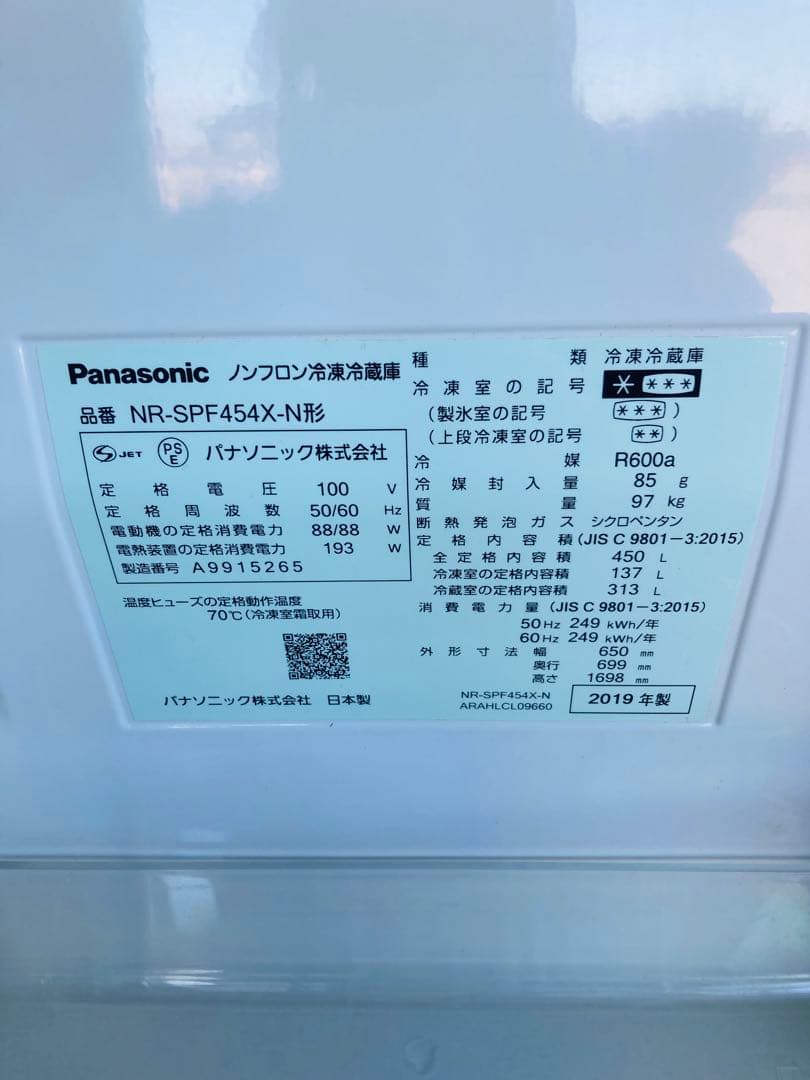 Panasonic ノンフロン冷凍冷蔵庫
品番 NR-SPF454X-N形
S JET PS E パナソニック株式会社
定格電圧 100 V
定格周波数 50/60 Hz
電動機の定格消費電力 88/88 W
電熱装置の定格消費電力 193 W
製造番号 A9915265
温度ヒューズの定格動作温度
70℃(冷凍室霜取用)
パナソニック株式会社 日本製
種類 冷凍冷蔵庫
冷凍室の記号 * ***
(製氷室の記号 ***)
(上段冷凍室の記号 **)
冷媒 R600a
冷媒封入量 85 g
質量 97 kg
断熱発泡ガス シクロペンタン
定格内容積(JIS C 9801-3:2015)
全定格内容積 450 L
冷凍室の定格内容積 137 L
冷蔵室の定格内容積 313 L
消費電力量(JIS C 9801-3:2015)
50Hz 249 kWh/年
60Hz 249 kWh/年
外形寸法幅 650 mm
奥行 699 mm
高さ 1698 mm
NR-SPF454X-N
ARAHLCL09660
2019年製